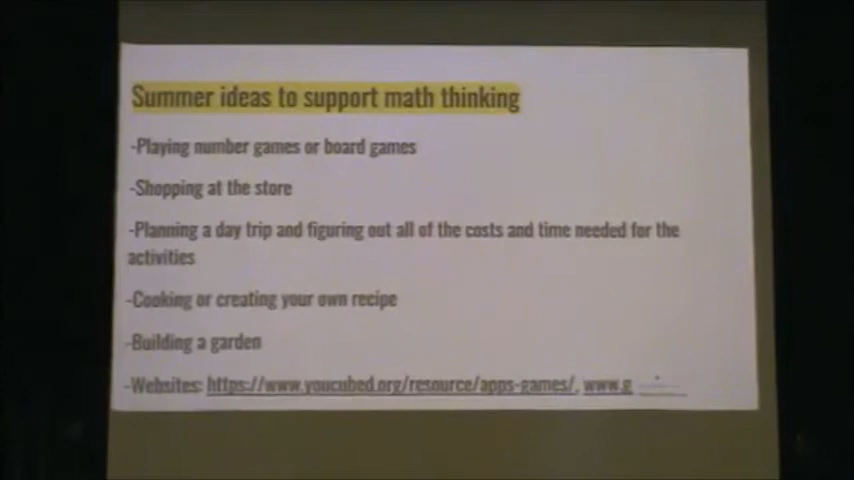 Summer ideas to support math thinking
-Playing number games or board games
-Shopping at the store
-Planning a day trip and figuring out all of the costs and time needed for the
activities
-Cooking or creating your own recipe
-Building a garden
-Websites: https://www.youcubed.org/resource/apps-games/,